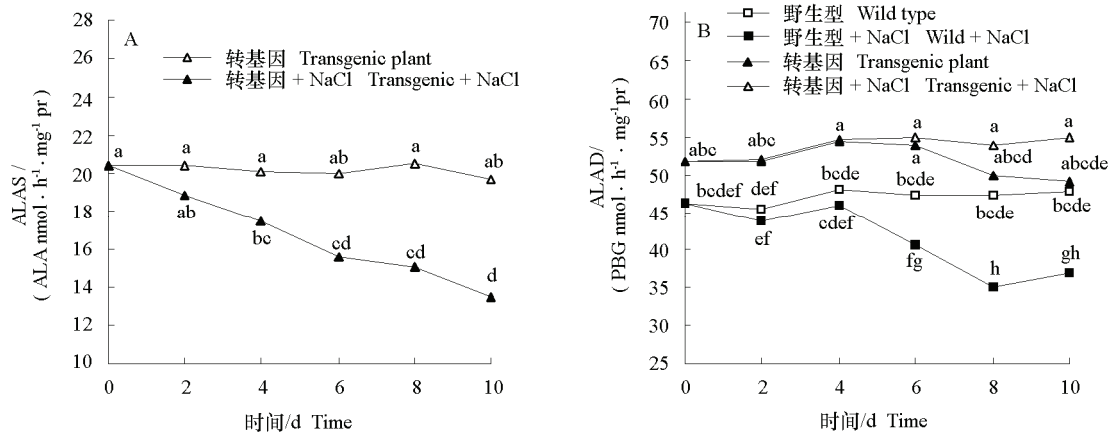 A
转基因 Transgenic plant
转基因 + NaCl Transgenic + NaCl
ALAS /
( ALA nmol · h⁻¹ · mg⁻¹ pr)
28
26
24
22
20
18
16
14
12
10
a a a ab a ab
ab
bc
cd cd
d
0 2 4 6 8 10
时间/d Time
B
野生型 Wild type
野生型 + NaCl Wild + NaCl
转基因 Transgenic plant
转基因 + NaCl Transgenic + NaCl
ALAD/
( PBG nmol · h⁻¹ · mg⁻¹pr)
70
65
60
55
50
45
40
35
30
25
abc abc a a a a
a abcd abcde
bcdef def bcde bcde bcde bcde
ef cdef fg h gh
0 2 4 6 8 10
时间/d Time